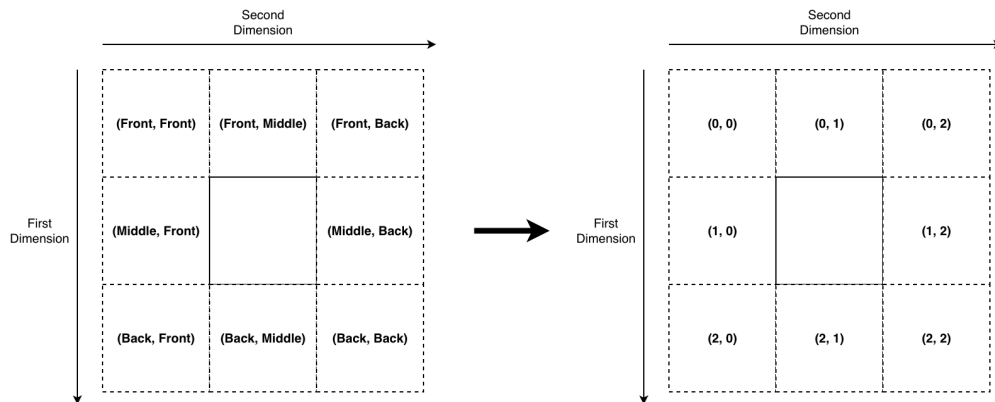 Second
Dimension
(Front, Front)
(Front, Middle)
(Front, Back)
First
Dimension
(Middle, Front)
(Middle, Back)
(Back, Front)
(Back, Middle)
(Back, Back)
Second
Dimension
(0, 0)
(0, 1)
(0, 2)
First
Dimension
(1, 0)
(1, 2)
(2, 0)
(2, 1)
(2, 2)